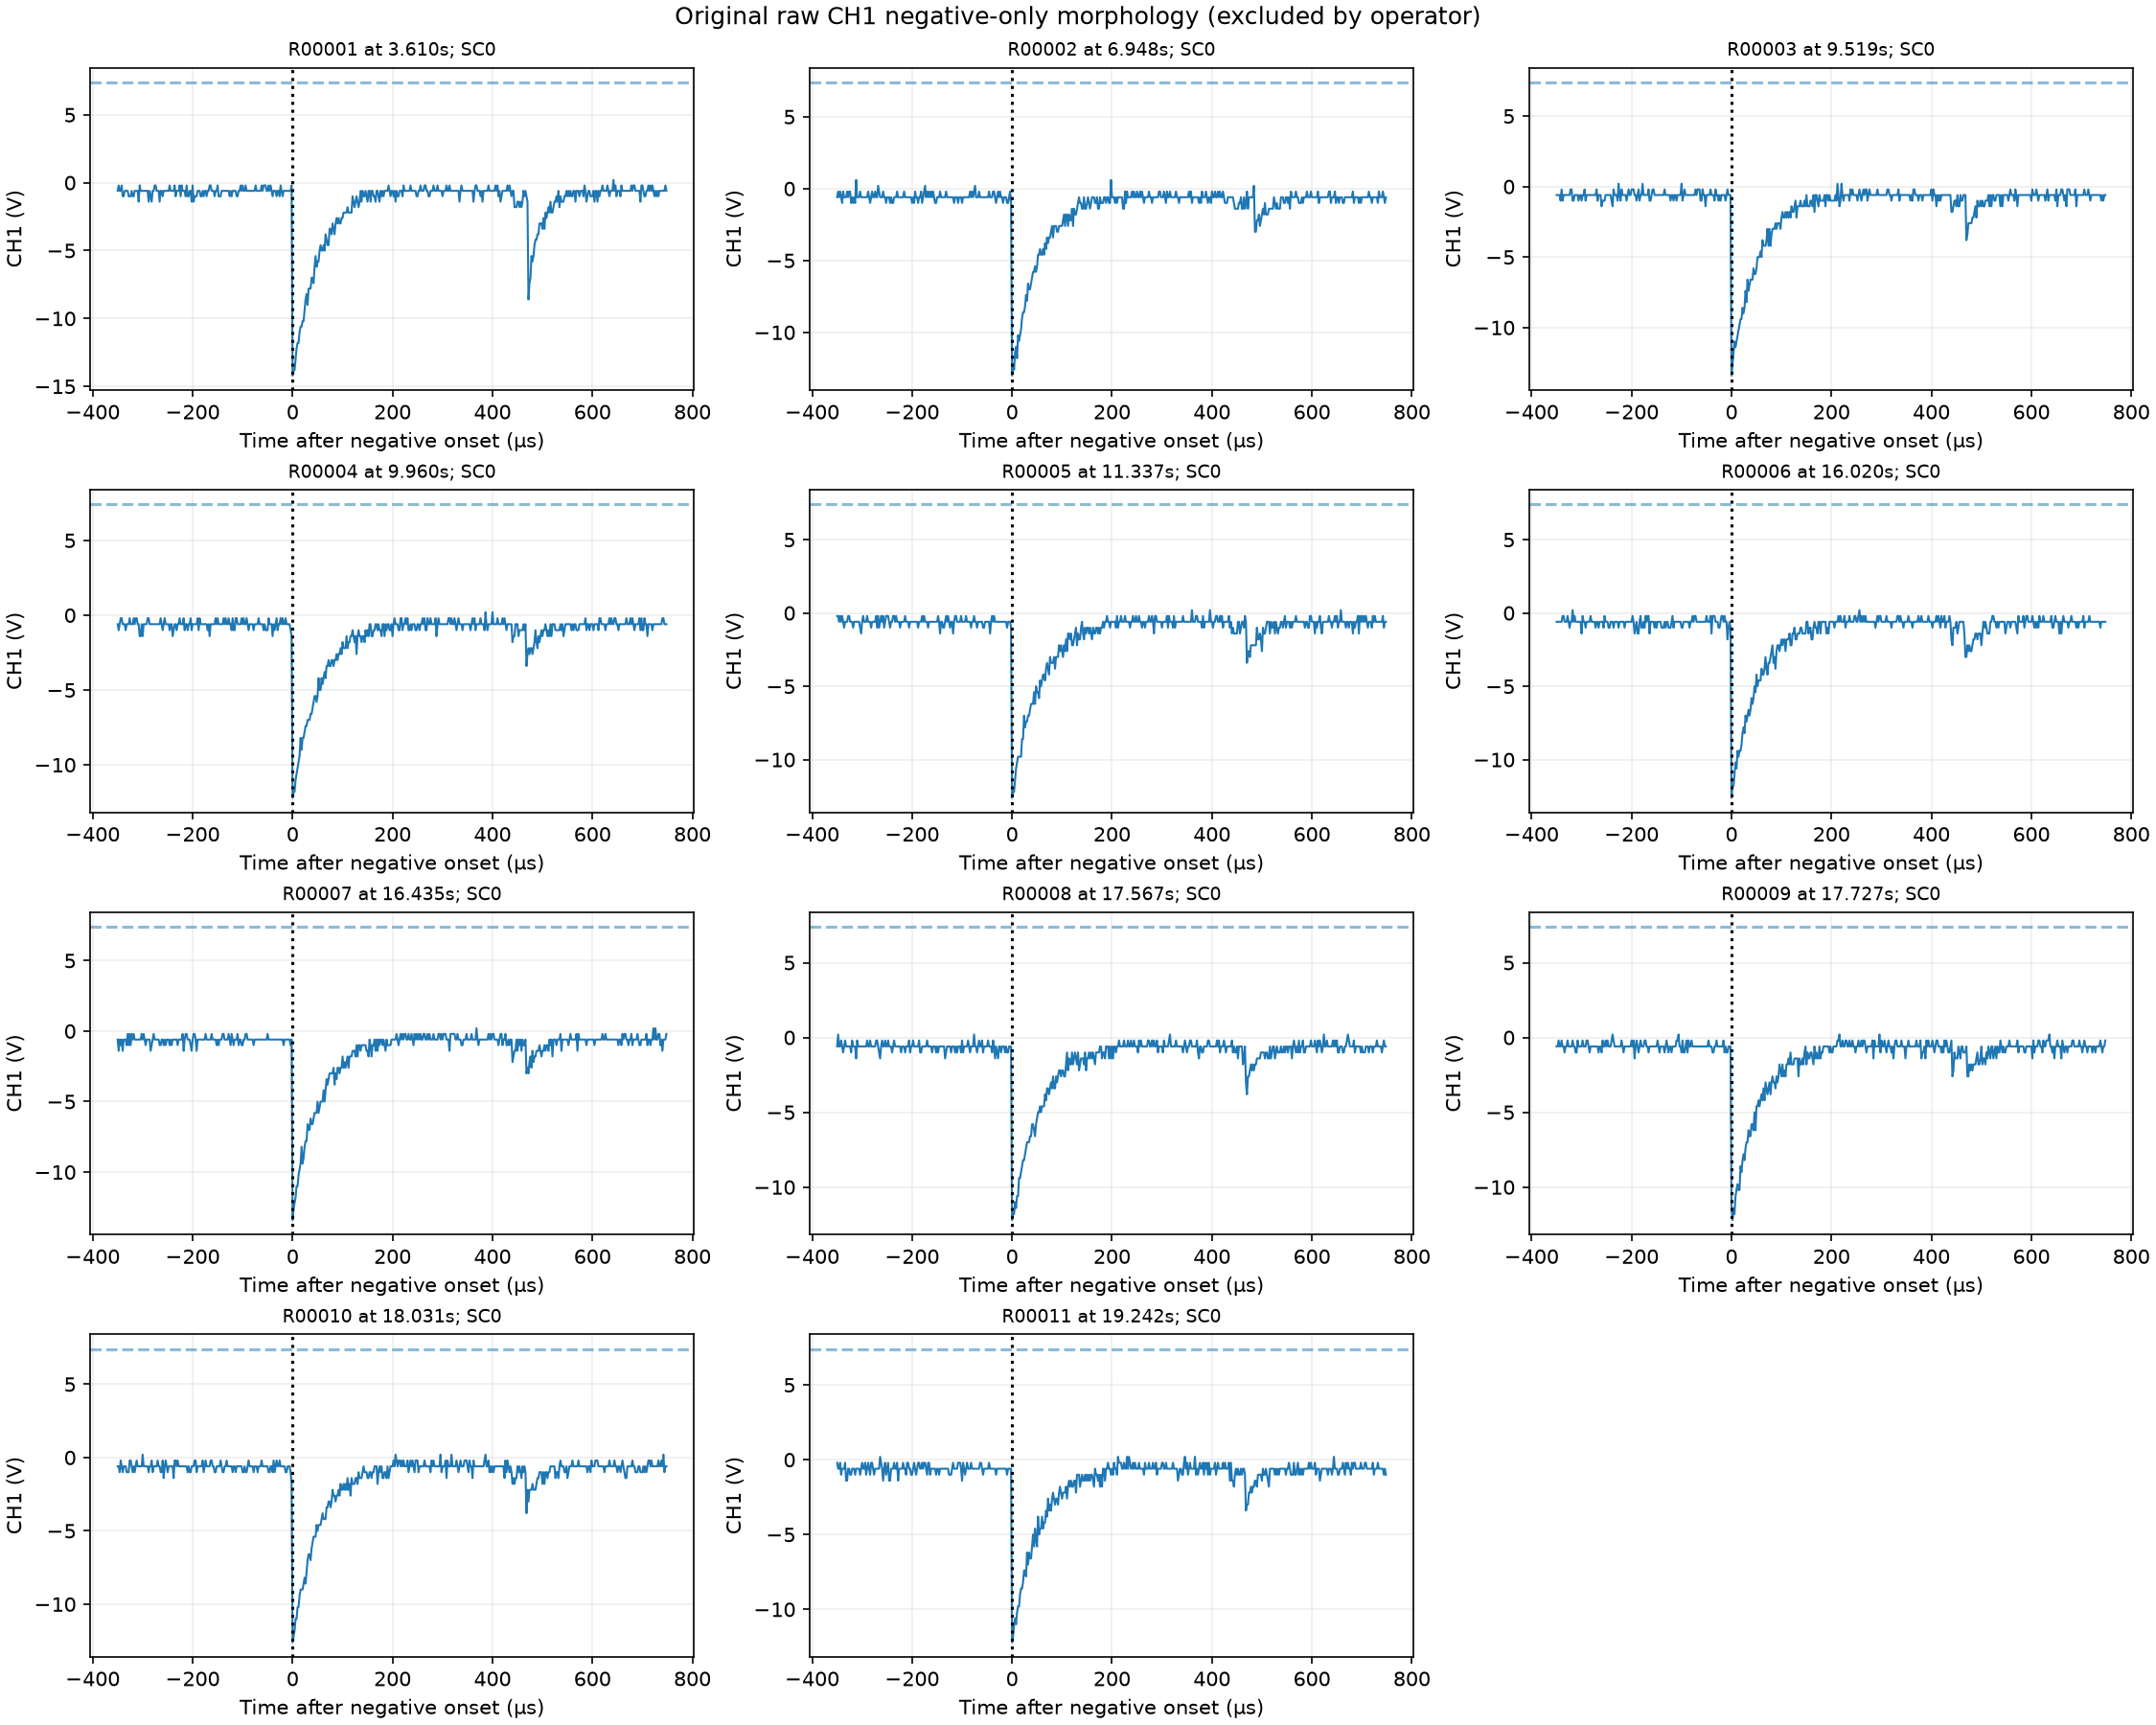 Original raw CH1 negative-only morphology (excluded by operator)
R00001 at 3.610s; SC0
R00002 at 6.948s; SC0
R00003 at 9.519s; SC0
5
0
−5
−10
−15
CH1 (V)
−400 −200 0 200 400 600 800
Time after negative onset (µs)
5
0
−5
−10
CH1 (V)
−400 −200 0 200 400 600 800
Time after negative onset (µs)
5
0
−5
−10
CH1 (V)
−400 −200 0 200 400 600 800
Time after negative onset (µs)
R00004 at 9.960s; SC0
R00005 at 11.337s; SC0
R00006 at 16.020s; SC0
5
0
−5
−10
CH1 (V)
−400 −200 0 200 400 600 800
Time after negative onset (µs)
5
0
−5
−10
CH1 (V)
−400 −200 0 200 400 600 800
Time after negative onset (µs)
5
0
−5
−10
CH1 (V)
−400 −200 0 200 400 600 800
Time after negative onset (µs)
R00007 at 16.435s; SC0
R00008 at 17.567s; SC0
R00009 at 17.727s; SC0
5
0
−5
−10
CH1 (V)
−400 −200 0 200 400 600 800
Time after negative onset (µs)
5
0
−5
−10
CH1 (V)
−400 −200 0 200 400 600 800
Time after negative onset (µs)
5
0
−5
−10
CH1 (V)
−400 −200 0 200 400 600 800
Time after negative onset (µs)
R00010 at 18.031s; SC0
R00011 at 19.242s; SC0
5
0
−5
−10
CH1 (V)
−400 −200 0 200 400 600 800
Time after negative onset (µs)
5
0
−5
−10
CH1 (V)
−400 −200 0 200 400 600 800
Time after negative onset (µs)